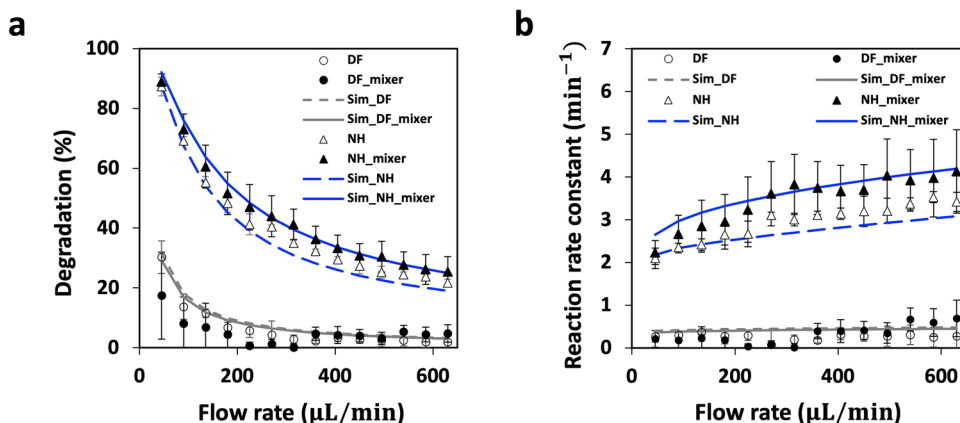 a
100
80
60
40
20
0
Degradation (%)
DF
DF_mixer
Sim_DF
Sim_DF_mixer
NH
NH_mixer
Sim_NH
Sim_NH_mixer
0 200 400 600
Flow rate (μL/min)
b
7
6
5
4
3
2
1
0
Reaction rate constant (min⁻¹)
DF DF_mixer
Sim_DF Sim_DF_mixer
NH NH_mixer
Sim_NH Sim_NH_mixer
0 200 400 600
Flow rate (μL/min)